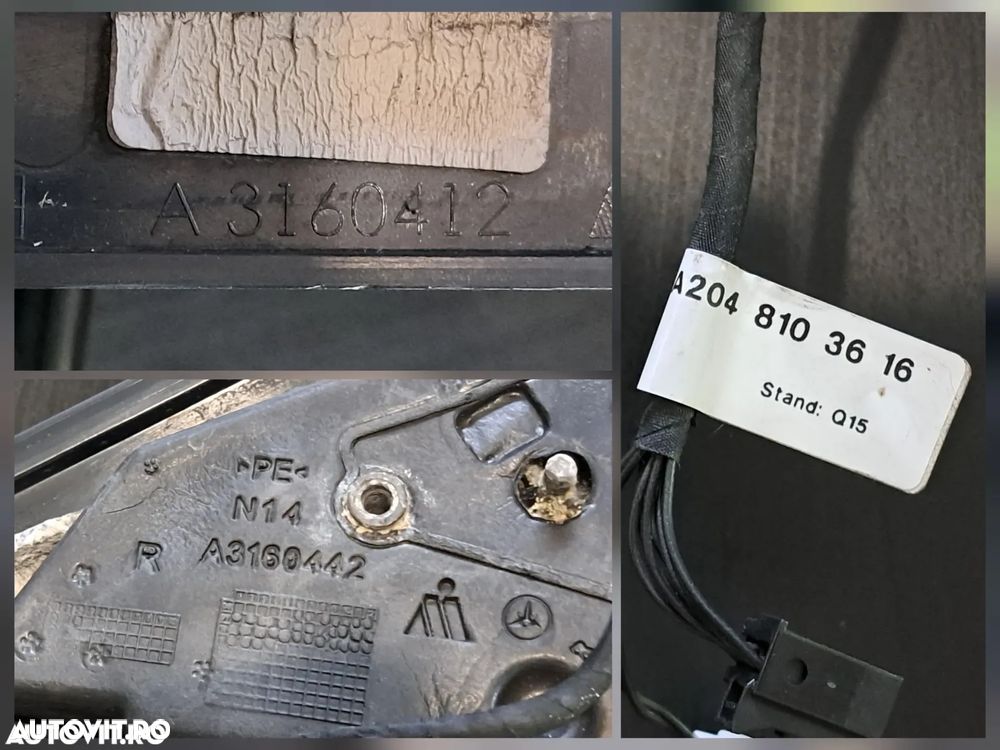 A 3160412
A204 810 36 16
Stand: Q15
>PE<
N14
R A3160442
AUTOVIT.RO